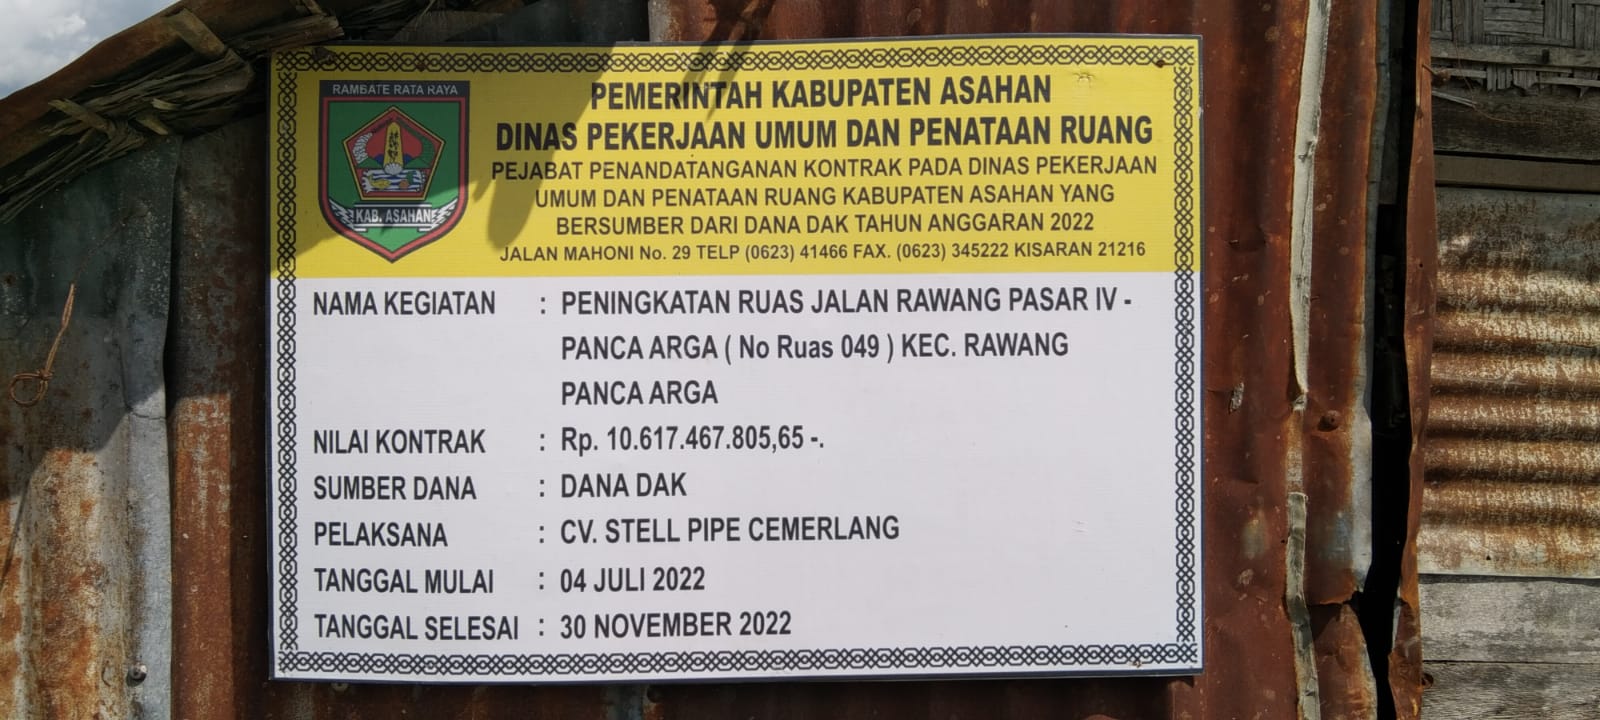 RAMBATE RATA RAYA
KAB. ASAHAN
PEMERINTAH KABUPATEN ASAHAN
DINAS PEKERJAAN UMUM DAN PENATAAN RUANG
PEJABAT PENANDATANGANAN KONTRAK PADA DINAS PEKERJAAN
UMUM DAN PENATAAN RUANG KABUPATEN ASAHAN YANG
BERSUMBER DARI DANA DAK TAHUN ANGGARAN 2022
JALAN MAHONI No. 29 TELP (0623) 41466 FAX. (0623) 345222 KISARAN 21216
NAMA KEGIATAN : PENINGKATAN RUAS JALAN RAWANG PASAR IV -
PANCA ARGA ( No Ruas 049 ) KEC. RAWANG
PANCA ARGA
NILAI KONTRAK : Rp. 10.617.467.805,65 -.
SUMBER DANA : DANA DAK
PELAKSANA : CV. STELL PIPE CEMERLANG
TANGGAL MULAI : 04 JULI 2022
TANGGAL SELESAI : 30 NOVEMBER 2022